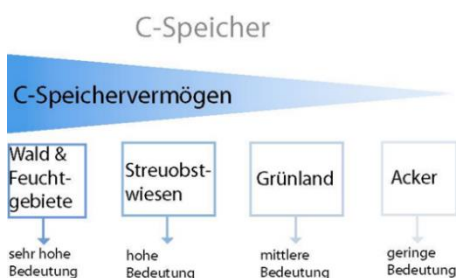 C-Speicher
C-Speichervermögen
Wald &
Feucht-
gebiete
Streuobst-
wiesen
Grünland
Acker
sehr hohe
Bedeutung
hohe
Bedeutung
mittlere
Bedeutung
geringe
Bedeutung